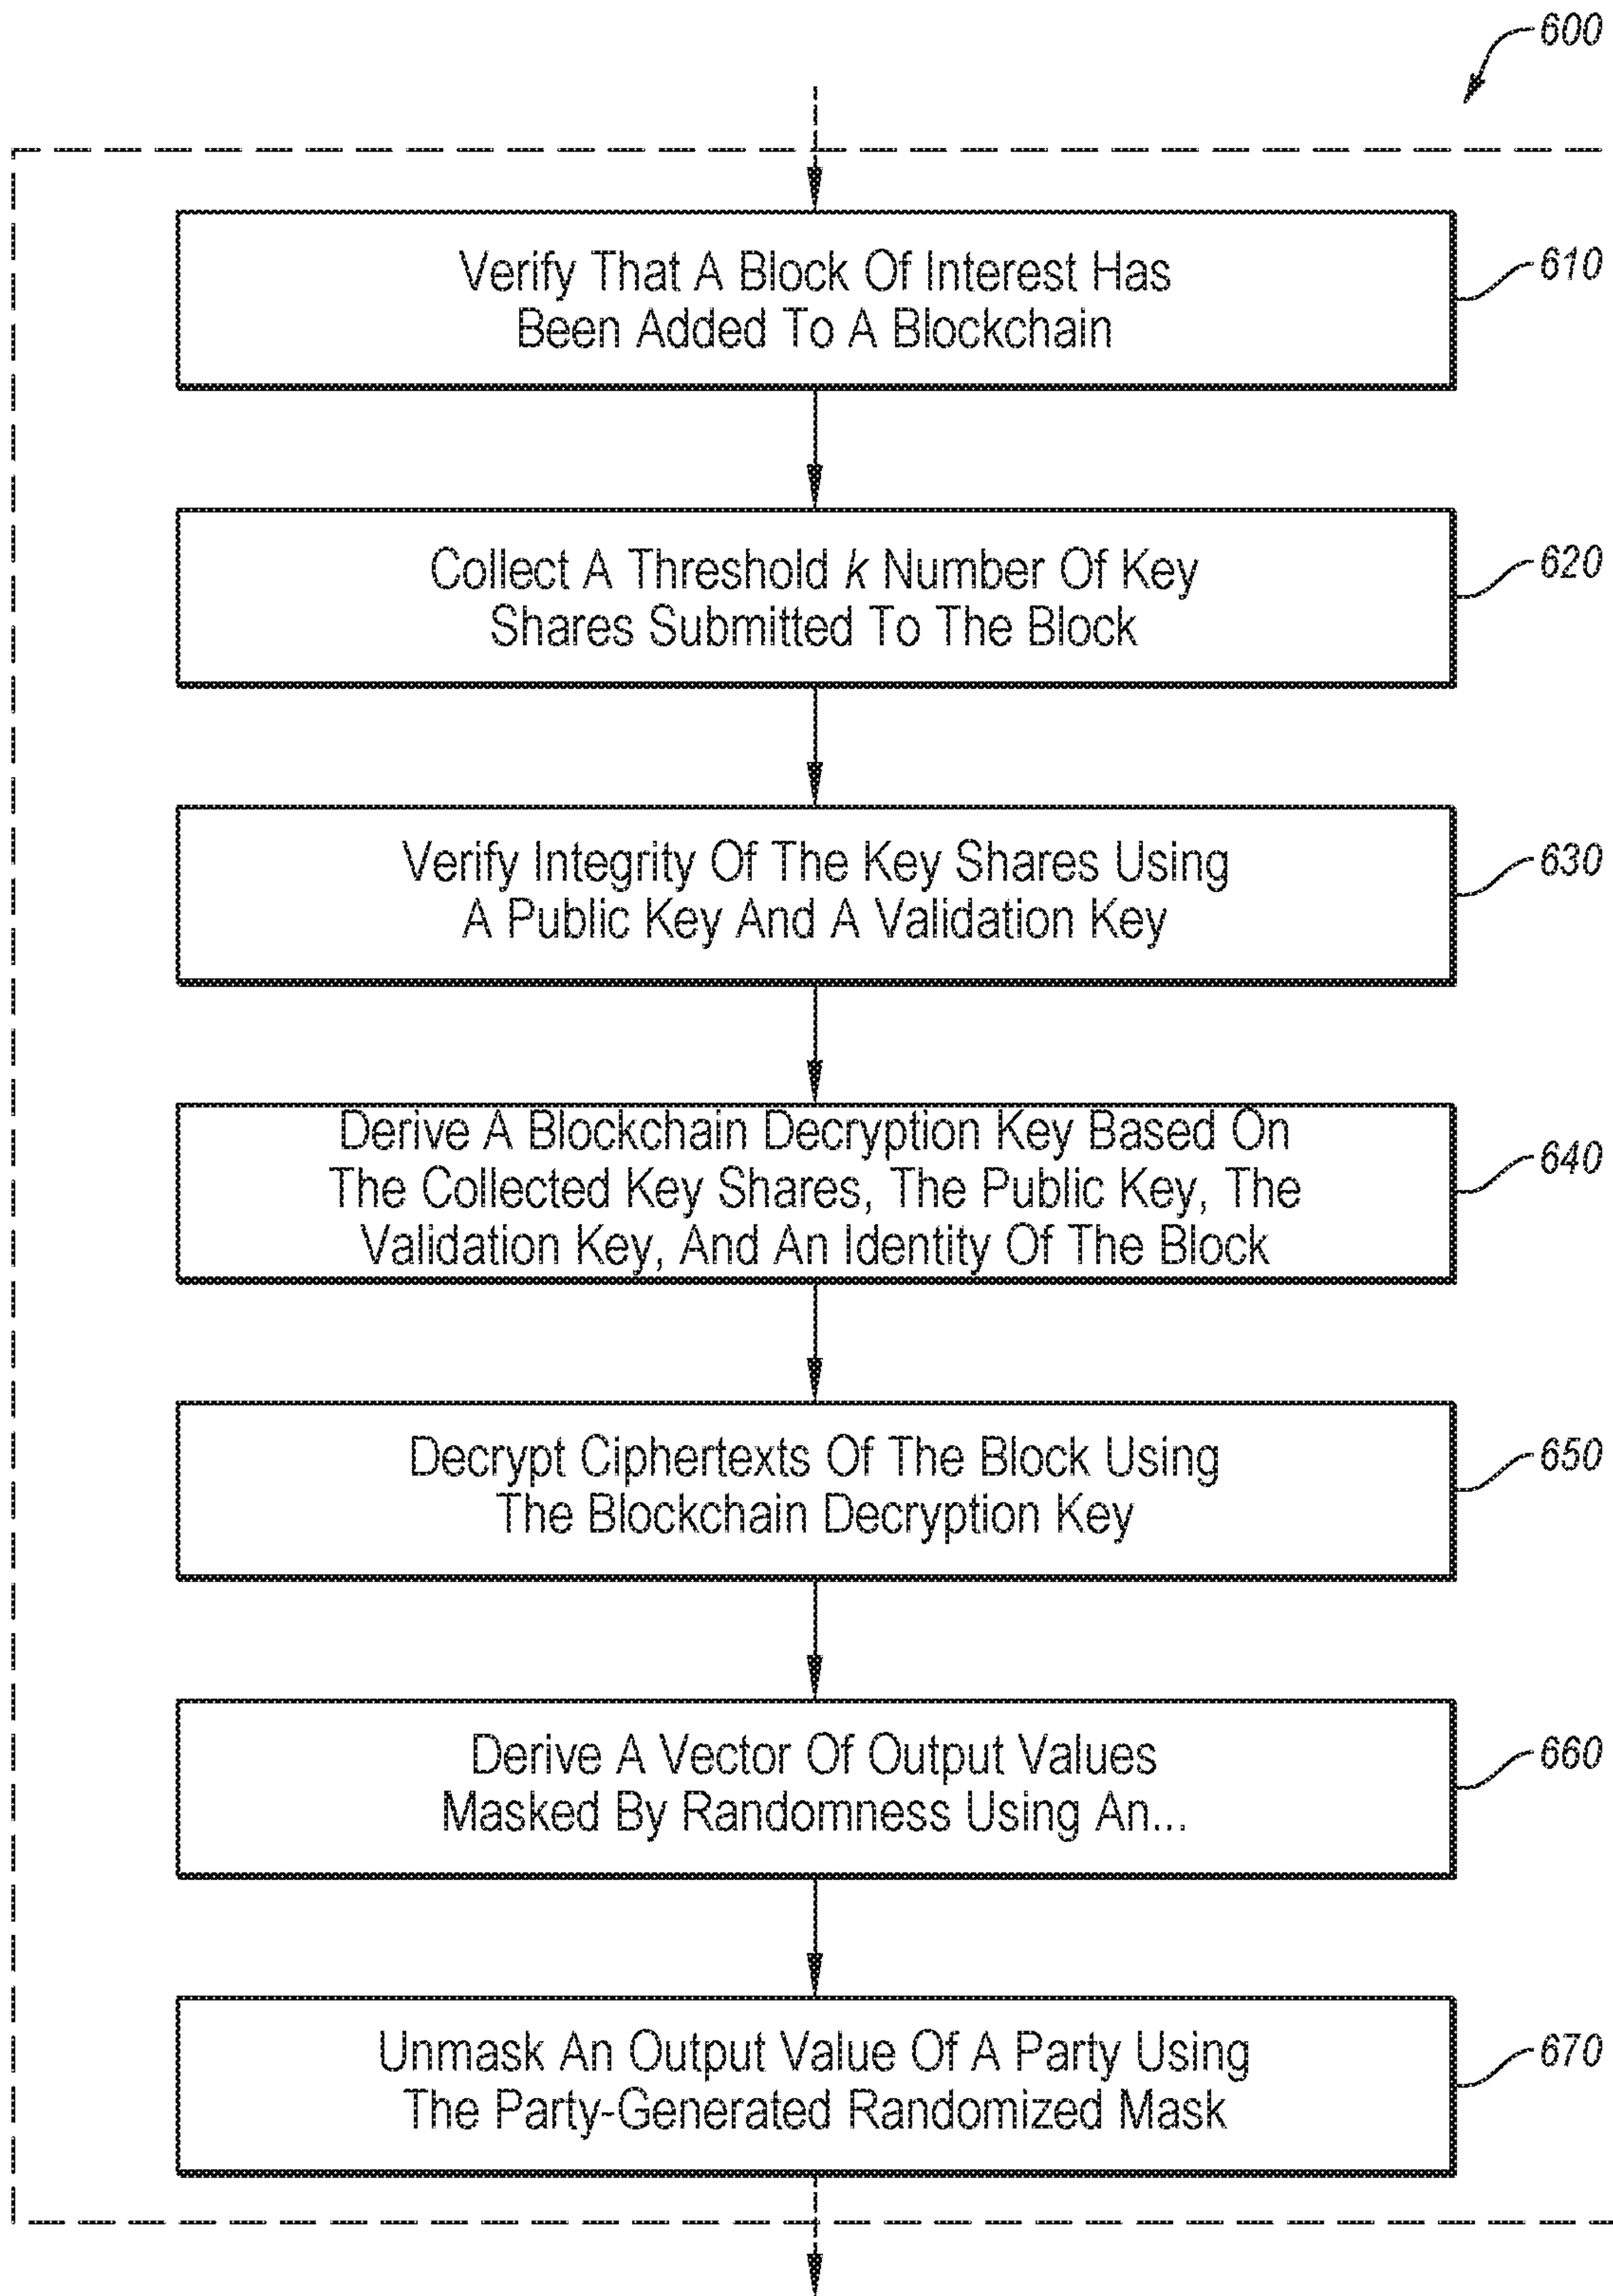 600
Verify That A Block Of Interest Has
Been Added To A Blockchain
610
Collect A Threshold k Number Of Key
Shares Submitted To The Block
620
Verify Integrity Of The Key Shares Using
A Public Key And A Validation Key
630
Derive A Blockchain Decryption Key Based On
The Collected Key Shares, The Public Key, The
Validation Key, And An Identity Of The Block
640
Decrypt Ciphertexts Of The Block Using
The Blockchain Decryption Key
650
Derive A Vector Of Output Values
Masked By Randomness Using An...
660
Unmask An Output Value Of A Party Using
The Party-Generated Randomized Mask
670